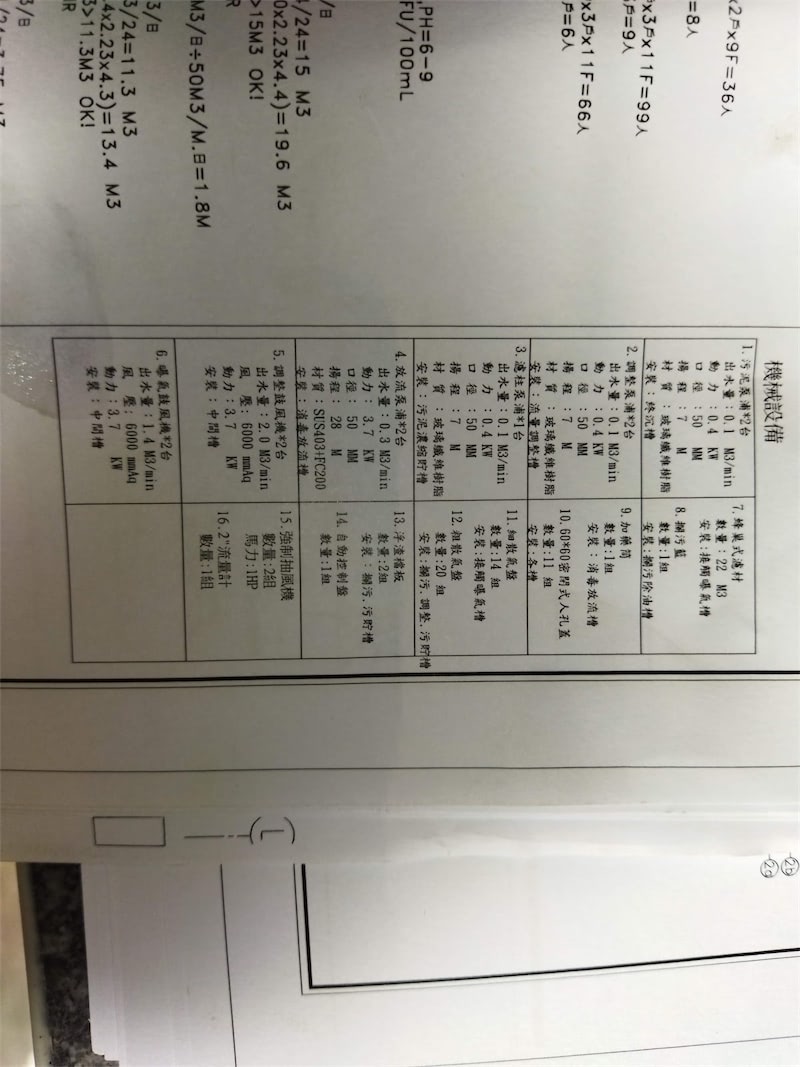 x2戶x9F=36人
=8人
x3戶x11F=99人
戶=9人
x3戶x11F=66人
戶=6人
PH=6-9
FU/100mL
/日
/24=15 M3
0x2.23x4.4)=19.6 M3
>15M3 OK!
M3/日÷50M3/M.日=1.8M
3/日
3/24=11.3 M3
.4x2.23x4.3)=13.4 M3
3>11.3M3 OK!
機械設備
1. 污泥泵浦*2台
出水量：0.1 M3/min
動力：0.4 KW
口徑：50 MM
揚程：7 M
材質：玻璃纖維樹脂
安裝：終沉槽
2. 調整泵浦*2台
出水量：0.1 M3/min
動力：0.4 KW
口徑：50 MM
揚程：7 M
材質：玻璃纖維樹脂
安裝：流量調整槽
3. 濾柱泵浦*1台
出水量：0.1 M3/min
動力：0.4 KW
口徑：50 MM
揚程：7 M
材質：玻璃纖維樹脂
安裝：污泥濃縮貯槽
4. 放流泵浦*2台
出水量：0.3 M3/min
動力：3.7 KW
口徑：50 MM
揚程：28 M
材質：SUS403+FC200
安裝：消毒放流槽
5. 調整鼓風機*2台
出水量：2.0 M3/min
風壓：6000 mmAq
動力：3.7 KW
安裝：中間槽
6. 曝氣鼓風機*2台
出水量：1.4 M3/min
風壓：6000 mmAq
動力：3.7 KW
安裝：中間槽
7. 蜂巢式濾材
數量：22 M3
安裝：接觸曝氣槽
8. 攔污籃
數量:1組
安裝:攔污除油槽
9. 加藥筒
數量：1組
安裝：消毒放流槽
10. 60*60密閉式人孔蓋
數量:11 組
安裝:各槽
11. 細散氣盤
數量:14 組
安裝:接觸曝氣槽
12. 粗散氣盤
數量:20 組
安裝:攔污.調整.污貯槽
13. 浮渣檔板
數量:2組
安裝：攔污.污貯槽
14. 自動控制盤
數量:1組
15. 強制抽風機
數量:2組
馬力:1HP
16. 2"流量計
數量:1組
2b
2a